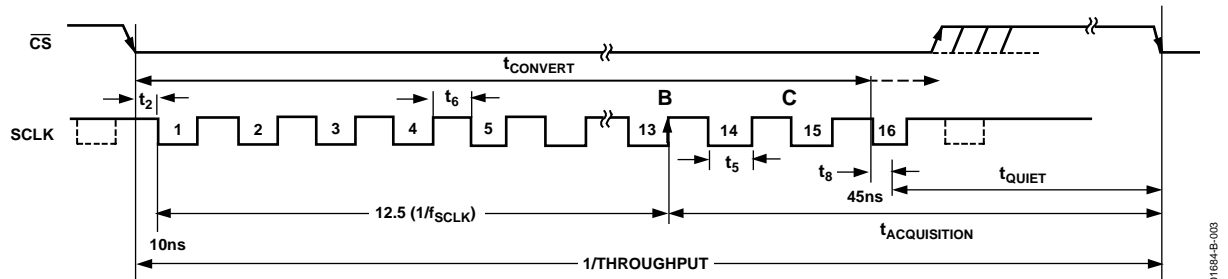 CS
tCONVERT
t2
t6
B
C
SCLK
1
2
3
4
5
13
14
15
16
t5
t8
45ns
tQUIET
12.5 (1/fSCLK)
10ns
tACQUISITION
1/THROUGHPUT
01684-B-003